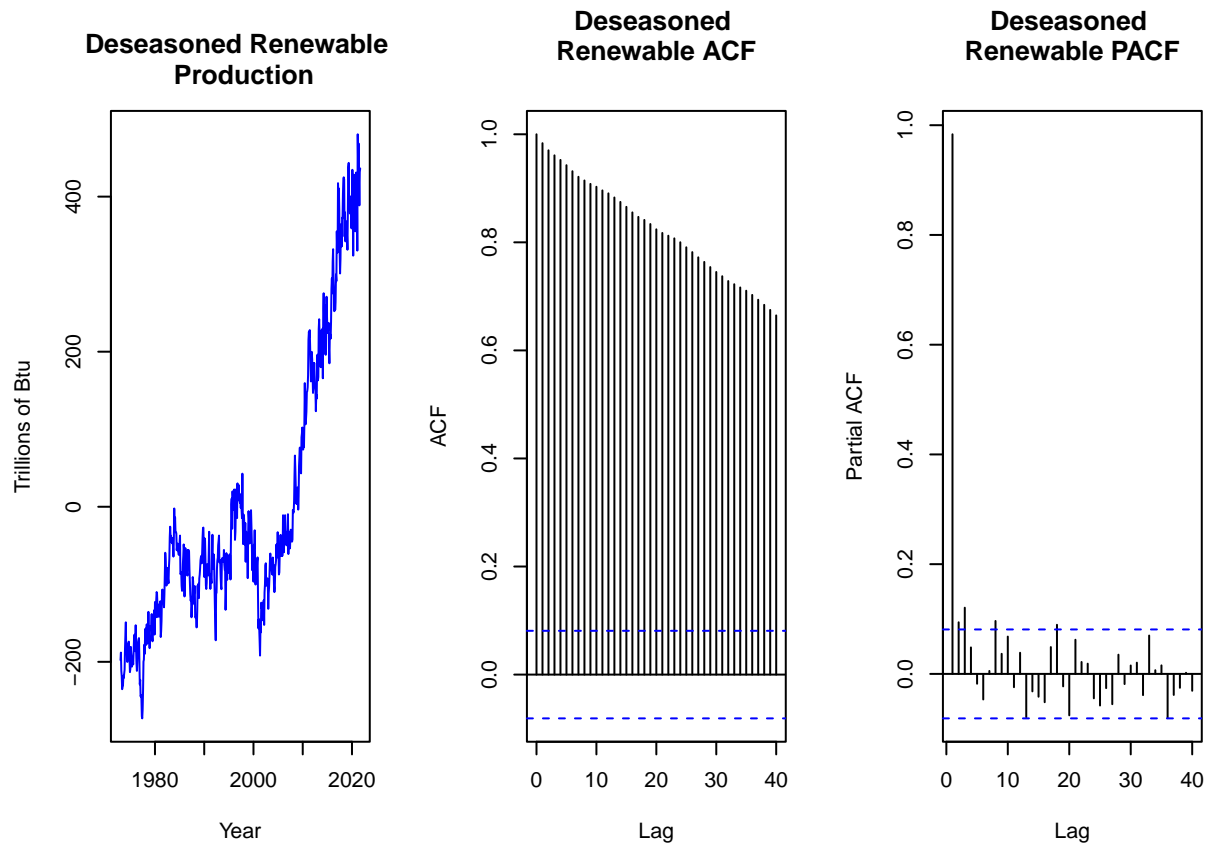 Deseasoned Renewable
Production
Trillions of Btu
400
200
0
−200
1980
2000
2020
Year
Deseasoned
Renewable ACF
ACF
1.0
0.8
0.6
0.4
0.2
0.0
0
10
20
30
40
Lag
Deseasoned
Renewable PACF
Partial ACF
1.0
0.8
0.6
0.4
0.2
0.0
0
10
20
30
40
Lag